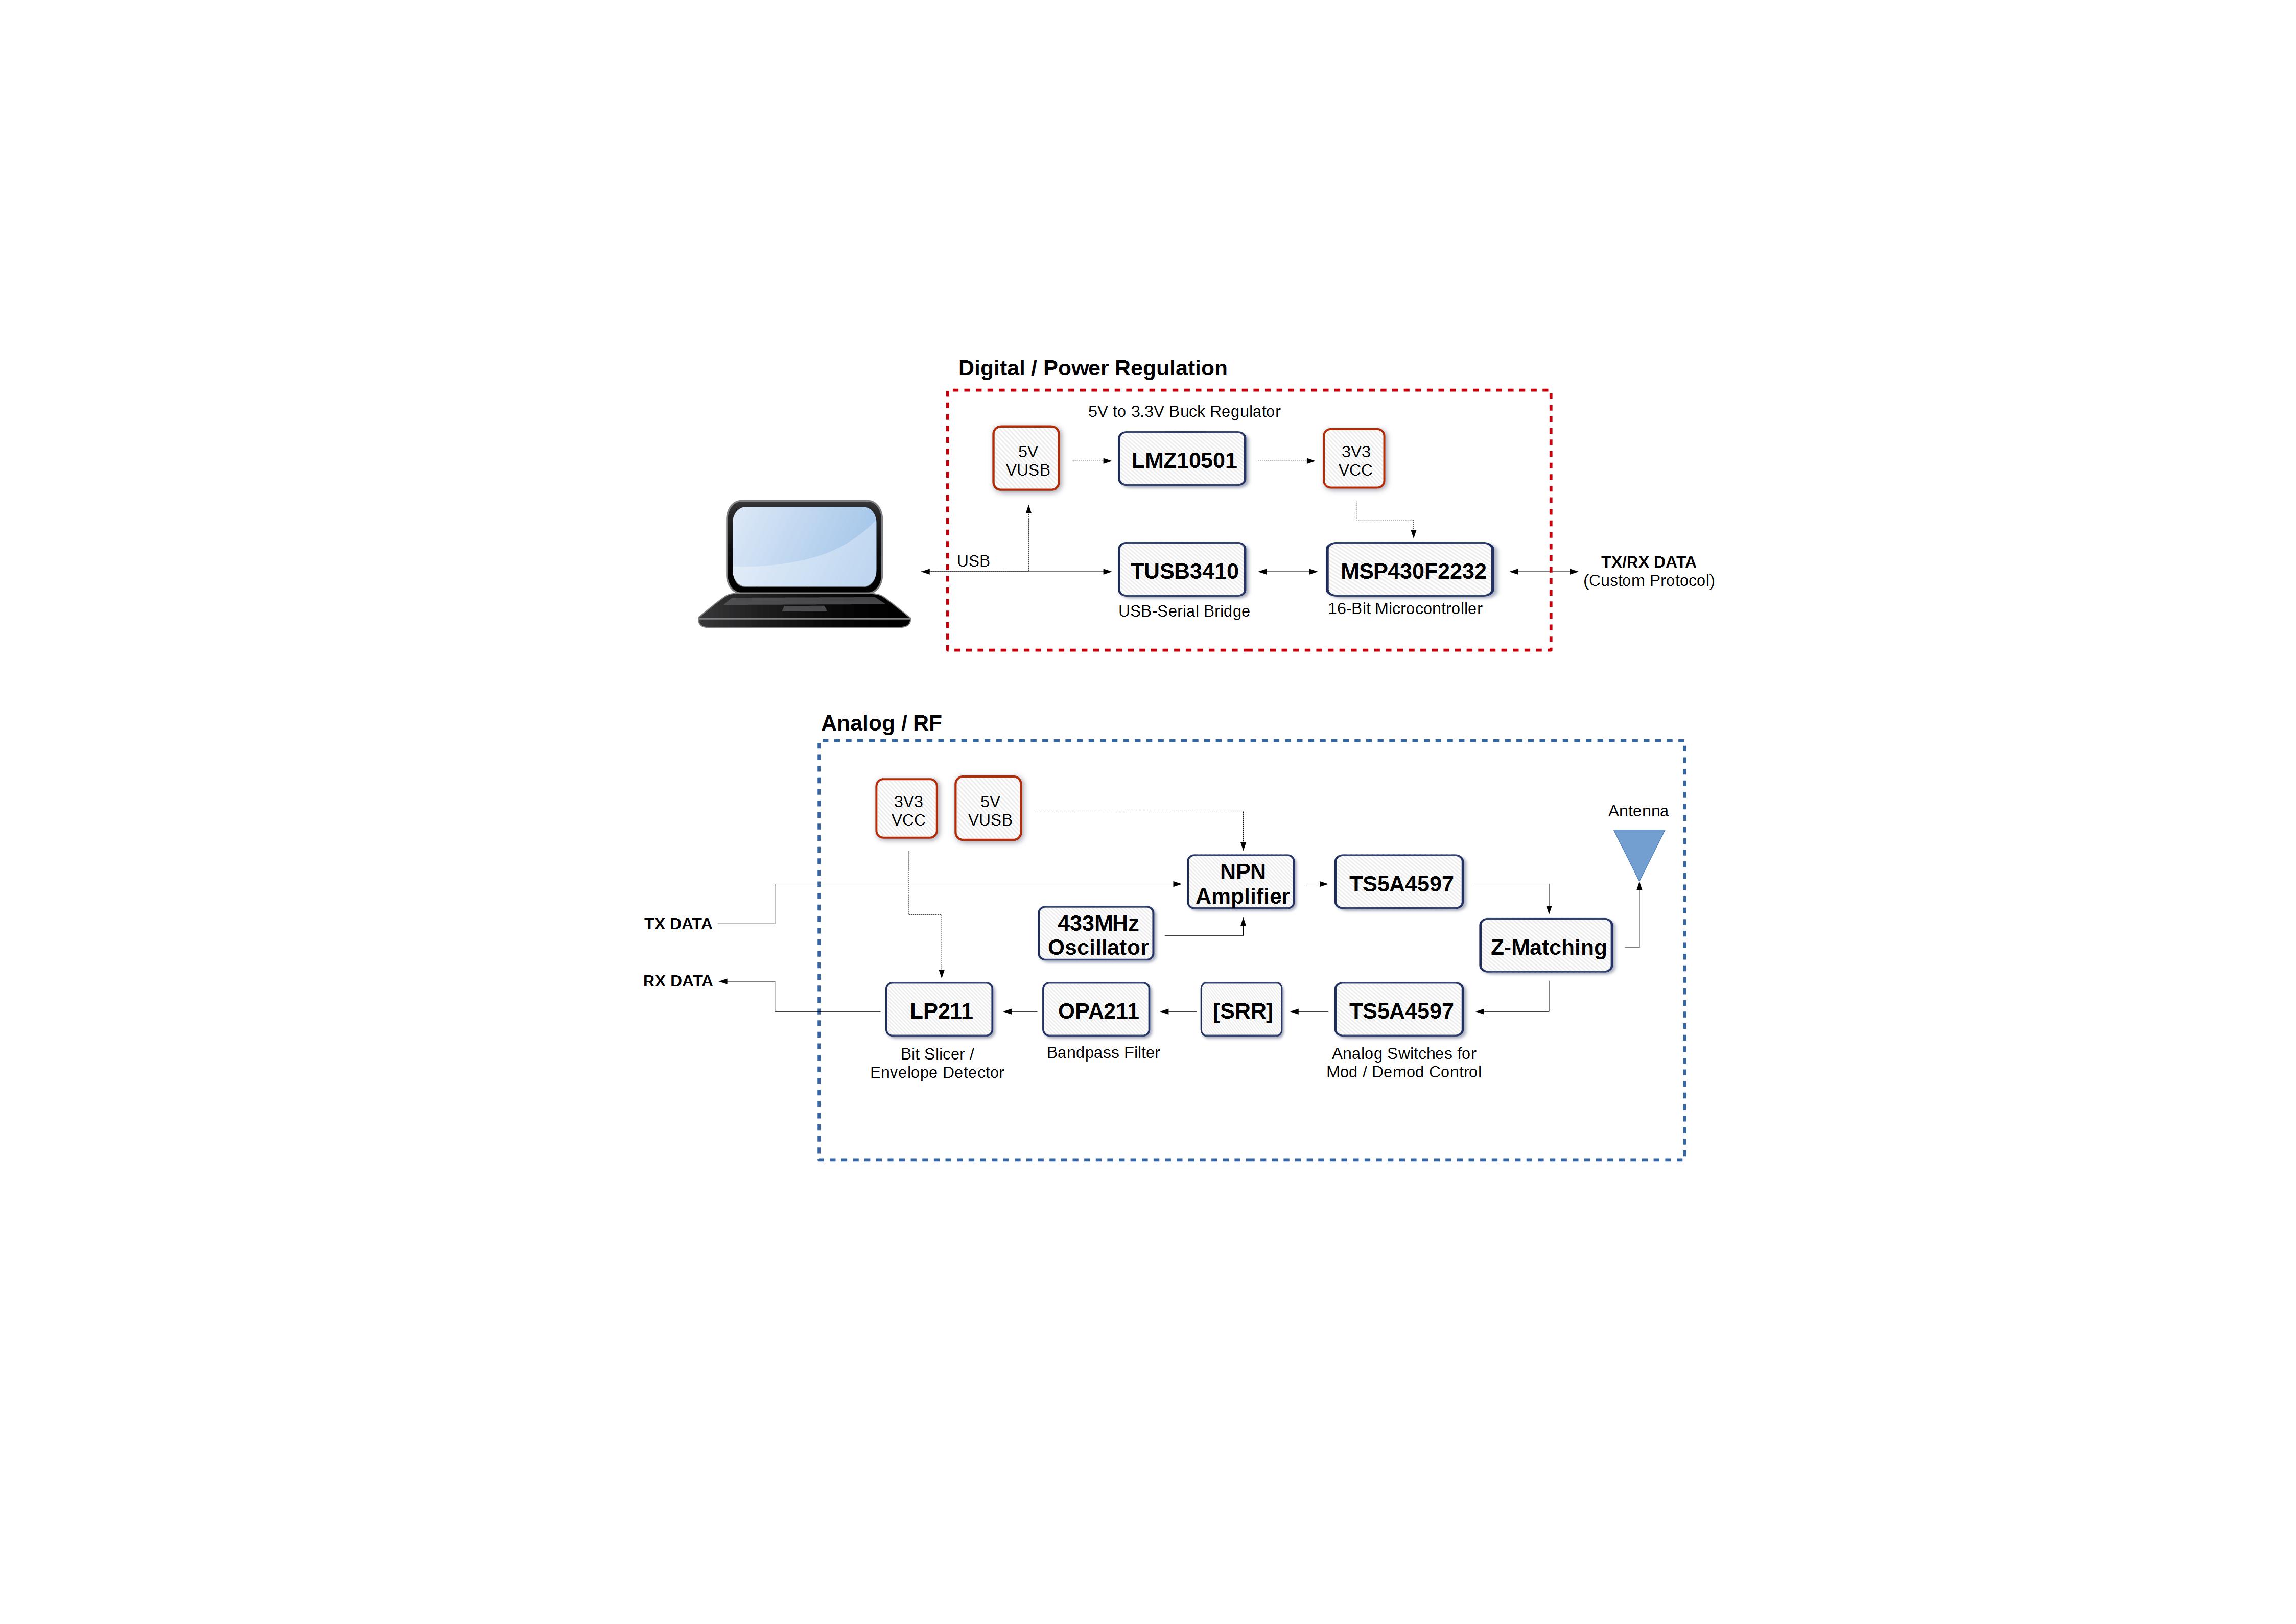 Digital / Power Regulation
5V to 3.3V Buck Regulator
5V
VUSB
LMZ10501
3V3
VCC
USB
TUSB3410
MSP430F2232
USB-Serial Bridge
16-Bit Microcontroller
TX/RX DATA
(Custom Protocol)
Analog / RF
3V3
VCC
5V
VUSB
Antenna
NPN
Amplifier
TS5A4597
TX DATA
433MHz
Oscillator
Z-Matching
RX DATA
LP211
OPA211
[SRR]
TS5A4597
Bit Slicer /
Envelope Detector
Bandpass Filter
Analog Switches for
Mod / Demod Control